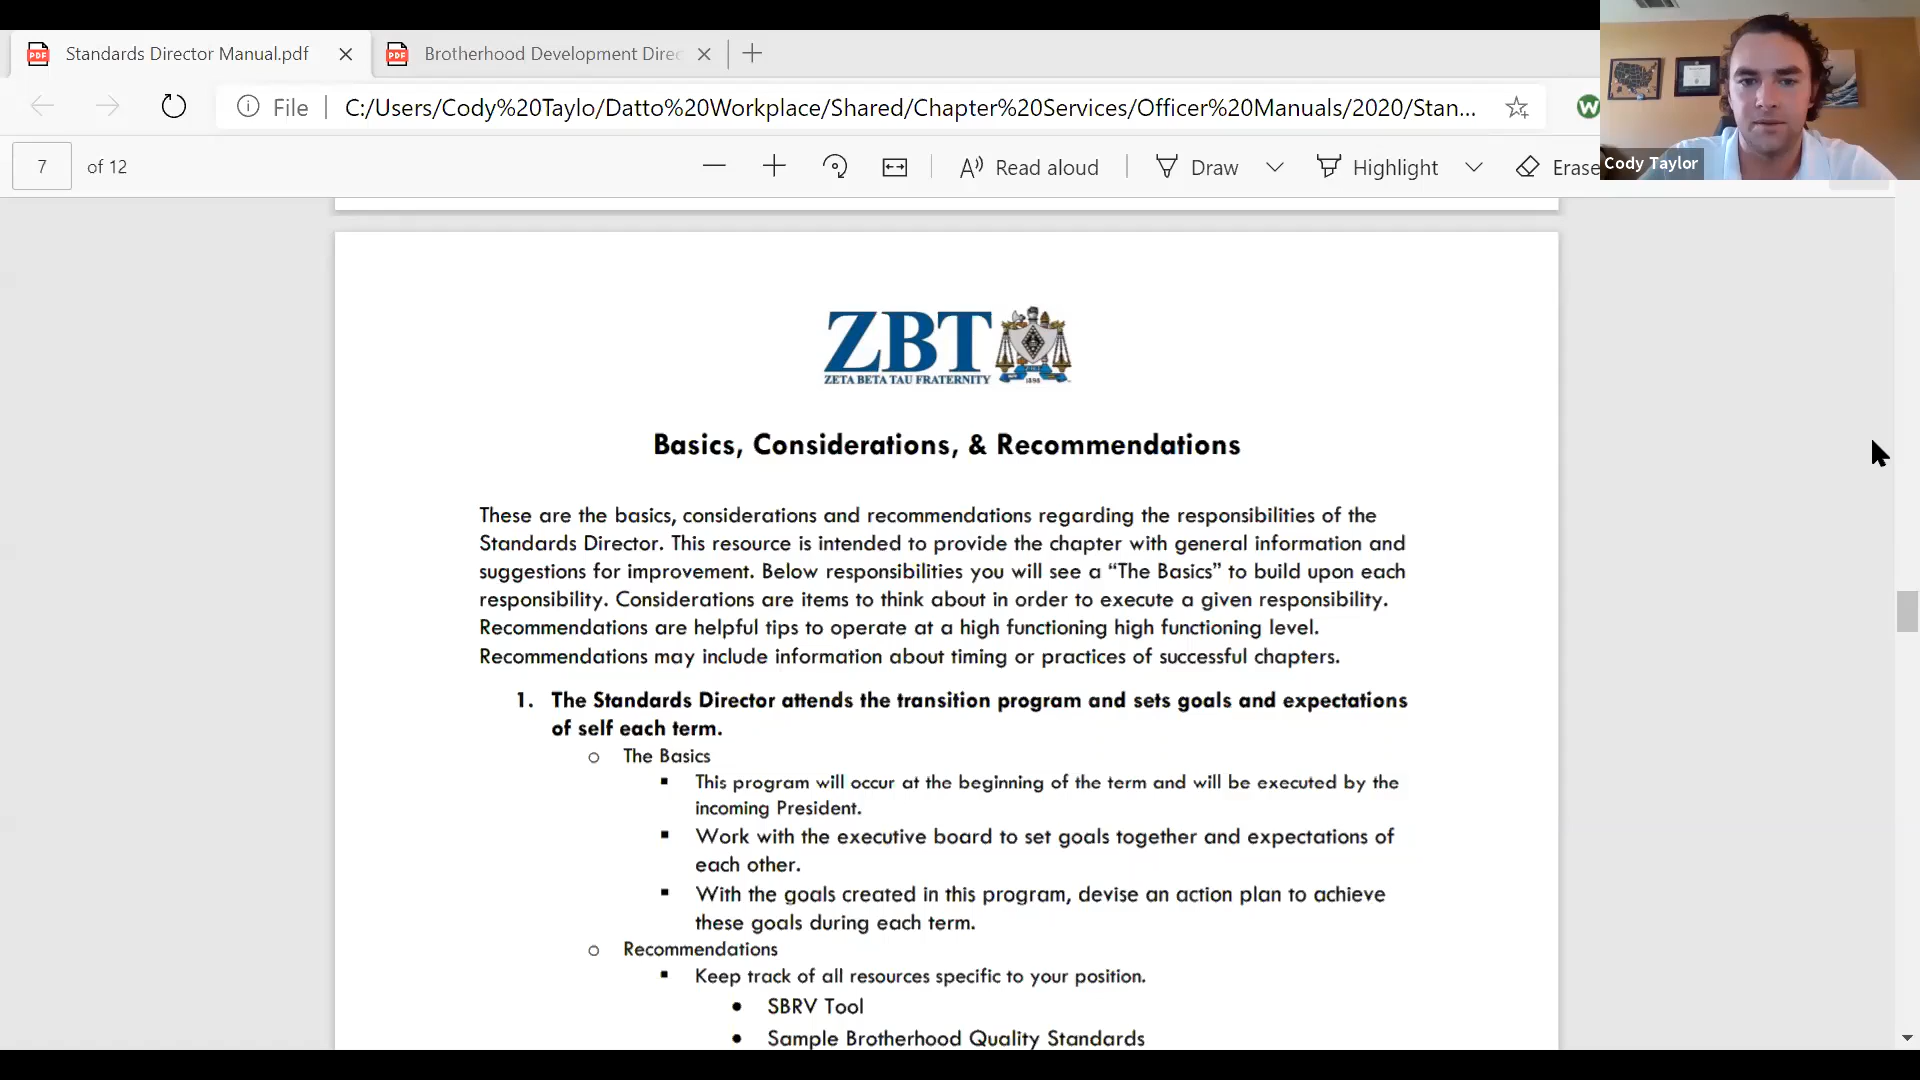 Standards Director Manual.pdf
Brotherhood Development Direc
File
C:/Users/Cody%20Taylo/Datto%20Workplace/Shared/Chapter%20Services/Officer%20Manuals/2020/Stan...
W
7 of 12
Read aloud
Draw
Highlight
Erase
Cody Taylor
ZBT
ZETA BETA TAU FRATERNITY
1898
Basics, Considerations, & Recommendations
These are the basics, considerations and recommendations regarding the responsibilities of the
Standards Director. This resource is intended to provide the chapter with general information and
suggestions for improvement. Below responsibilities you will see a “The Basics” to build upon each
responsibility. Considerations are items to think about in order to execute a given responsibility.
Recommendations are helpful tips to operate at a high functioning high functioning level.
Recommendations may include information about timing or practices of successful chapters.
1. The Standards Director attends the transition program and sets goals and expectations
of self each term.
The Basics
This program will occur at the beginning of the term and will be executed by the
incoming President.
Work with the executive board to set goals together and expectations of
each other.
With the goals created in this program, devise an action plan to achieve
these goals during each term.
Recommendations
Keep track of all resources specific to your position.
SBRV Tool
Sample Brotherhood Quality Standards